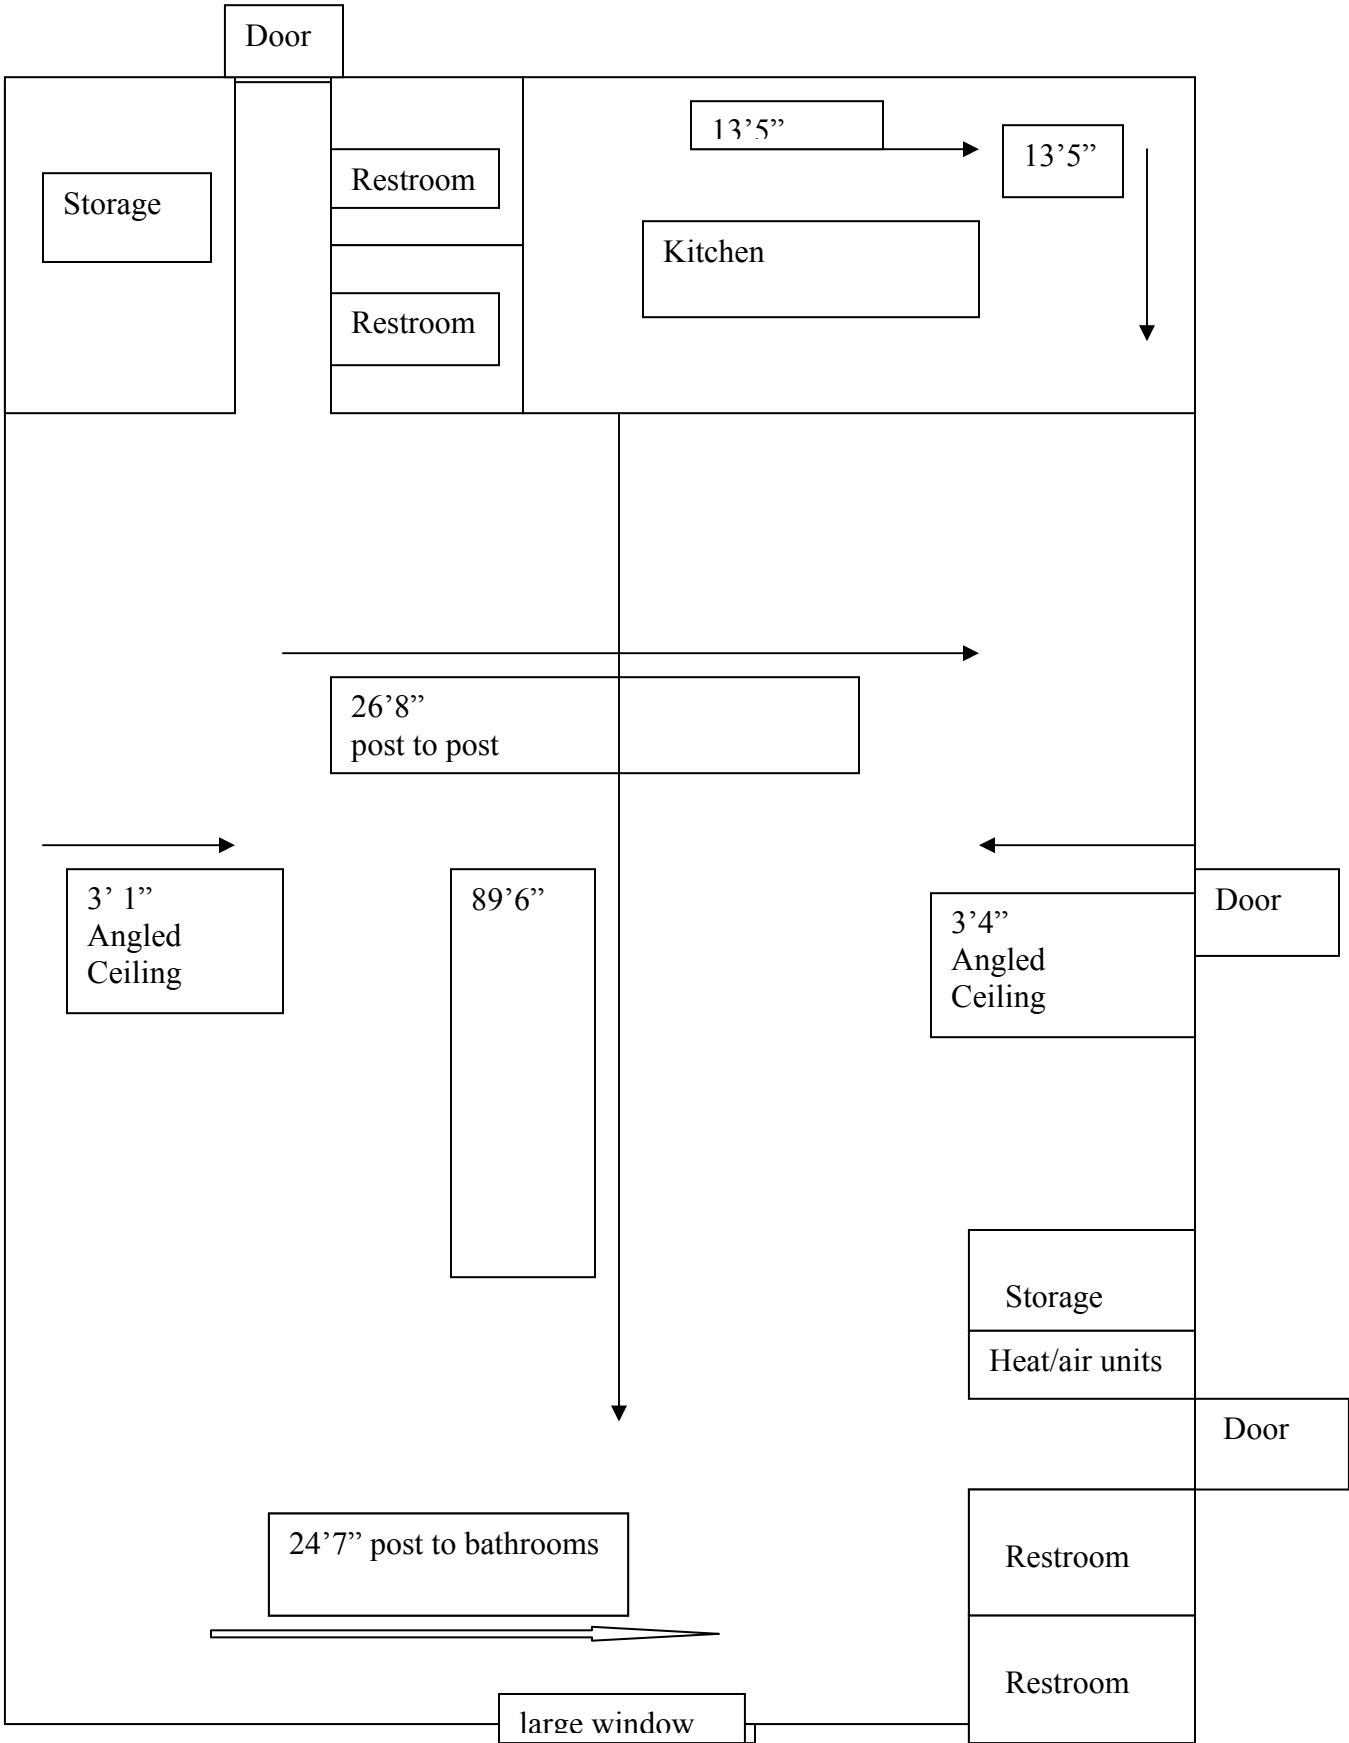 Door
13’5”
13’5”
Restroom
Storage
Kitchen
Restroom
26’8”
post to post
3’ 1”
Angled
Ceiling
89’6”
3’4”
Angled
Ceiling
Door
Storage
Heat/air units
Door
24’7” post to bathrooms
Restroom
Restroom
large window